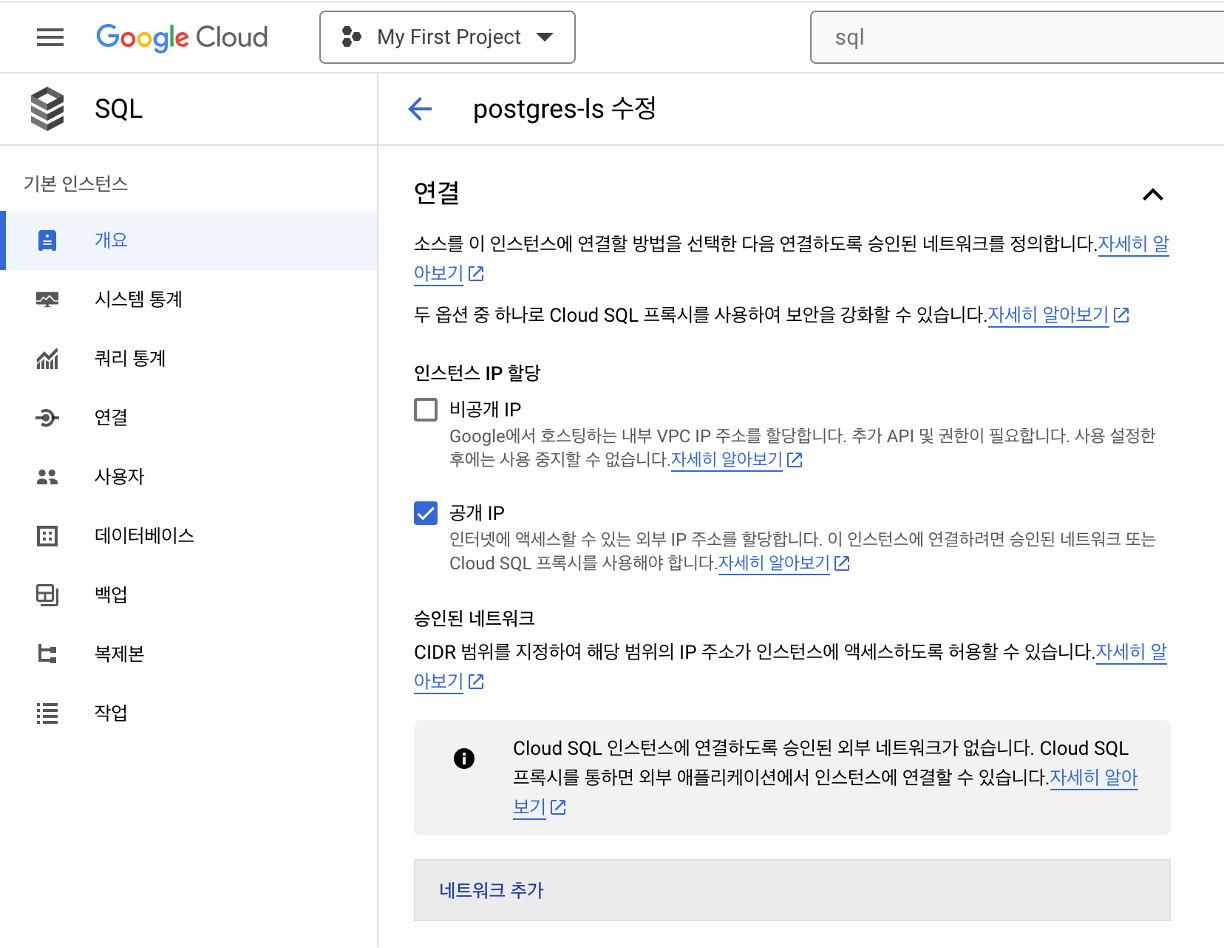 Google Cloud
My First Project
sql
SQL
postgres-ls 수정
기본 인스턴스
개요
시스템 통계
쿼리 통계
연결
사용자
데이터베이스
백업
복제본
작업
연결
소스를 이 인스턴스에 연결할 방법을 선택한 다음 연결하도록 승인된 네트워크를 정의합니다.자세히 알
아보기
두 옵션 중 하나로 Cloud SQL 프록시를 사용하여 보안을 강화할 수 있습니다.자세히 알아보기
인스턴스 IP 할당
비공개 IP
Google에서 호스팅하는 내부 VPC IP 주소를 할당합니다. 추가 API 및 권한이 필요합니다. 사용 설정한
후에는 사용 중지할 수 없습니다.자세히 알아보기
공개 IP
인터넷에 액세스할 수 있는 외부 IP 주소를 할당합니다. 이 인스턴스에 연결하려면 승인된 네트워크 또는
Cloud SQL 프록시를 사용해야 합니다.자세히 알아보기
승인된 네트워크
CIDR 범위를 지정하여 해당 범위의 IP 주소가 인스턴스에 액세스하도록 허용할 수 있습니다.자세히 알
아보기
Cloud SQL 인스턴스에 연결하도록 승인된 외부 네트워크가 없습니다. Cloud SQL
프록시를 통하면 외부 애플리케이션에서 인스턴스에 연결할 수 있습니다.자세히 알아
보기
네트워크 추가